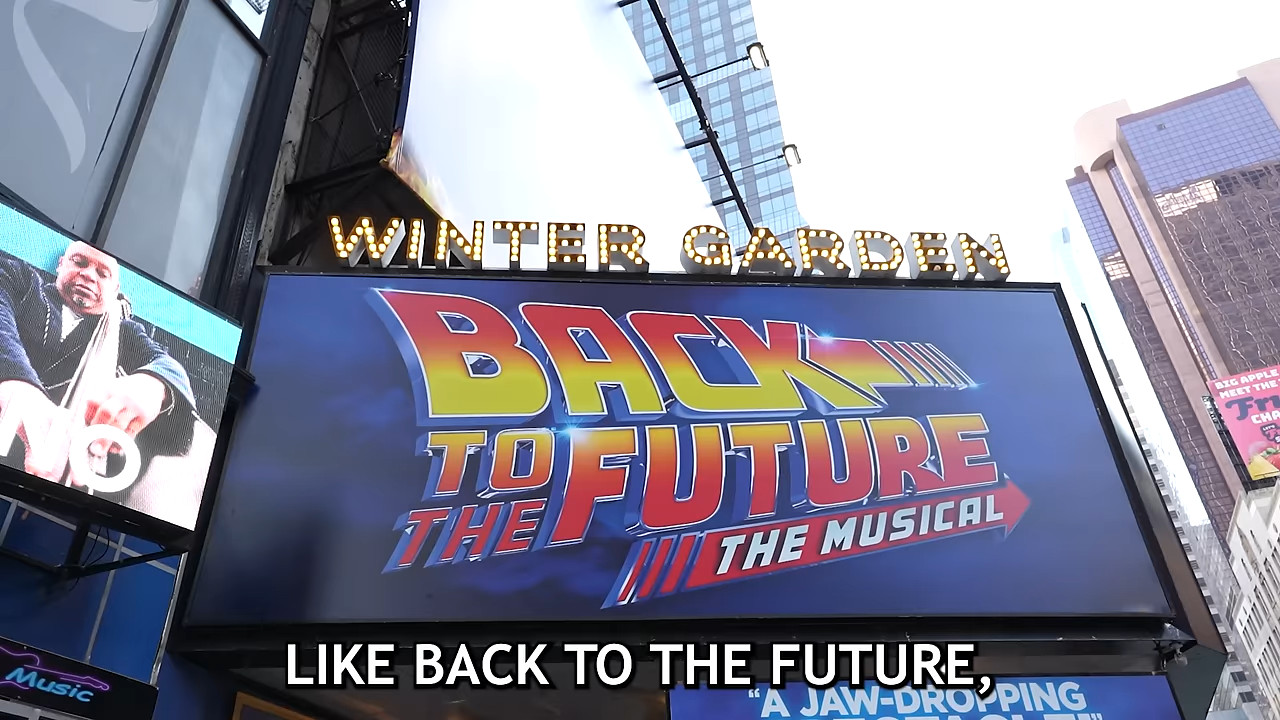 WINTER GARDEN
BACK
TO THE FUTURE
THE MUSICAL
BIG APPLE
MEET THE
NO
Music
LIKE BACK TO THE FUTURE,
"A JAW-DROPPING